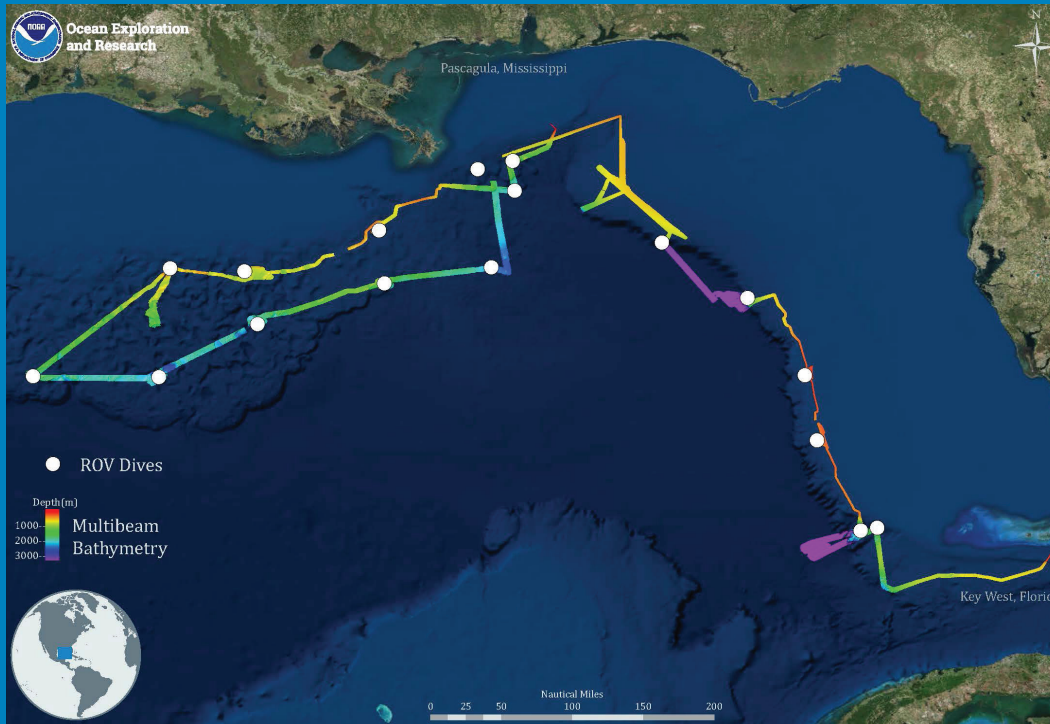 NOAA
Ocean Exploration
and Research
N
Pascagula, Mississippi
ROV Dives
Depth(m)
1000-
2000-
3000-
Multibeam
Bathymetry
Key West, Floric
Nautical Miles
0 25 50 100 150 200